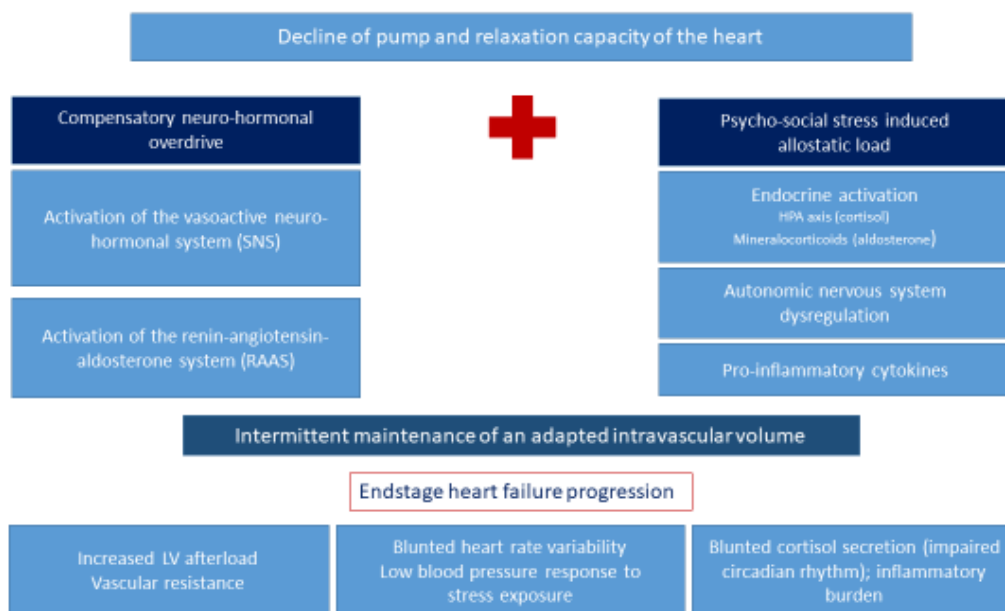 Decline of pump and relaxation capacity of the heart
Compensatory neuro-hormonal
overdrive
Activation of the vasoactive neuro-
hormonal system (SNS)
Activation of the renin-angiotensin-
aldosterone system (RAAS)
Psycho-social stress induced
allostatic load
Endocrine activation
HPA axis (cortisol)
Mineralocorticoids (aldosterone)
Autonomic nervous system
dysregulation
Pro-inflammatory cytokines
Intermittent maintenance of an adapted intravascular volume
Endstage heart failure progression
Increased LV afterload
Vascular resistance
Blunted heart rate variability
Low blood pressure response to
stress exposure
Blunted cortisol secretion (impaired
circadian rhythm); inflammatory
burden